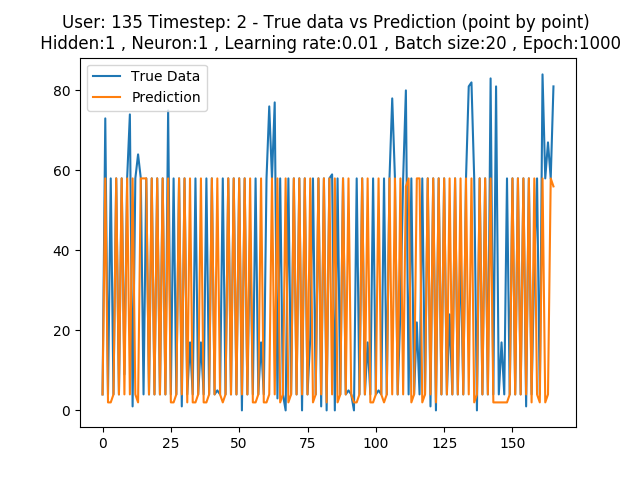 User: 135 Timestep: 2 - True data vs Prediction (point by point)
Hidden:1 , Neuron:1 , Learning rate:0.01 , Batch size:20 , Epoch:1000
True Data
Prediction
80
60
40
20
0
0 25 50 75 100 125 150